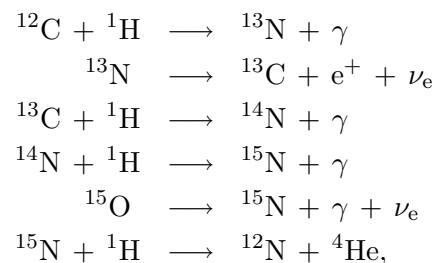 ¹²C + ¹H ⟶ ¹³N + γ
¹³N ⟶ ¹³C + e⁺ + νₑ
¹³C + ¹H ⟶ ¹⁴N + γ
¹⁴N + ¹H ⟶ ¹⁵N + γ
¹⁵O ⟶ ¹⁵N + γ + νₑ
¹⁵N + ¹H ⟶ ¹²N + ⁴He,